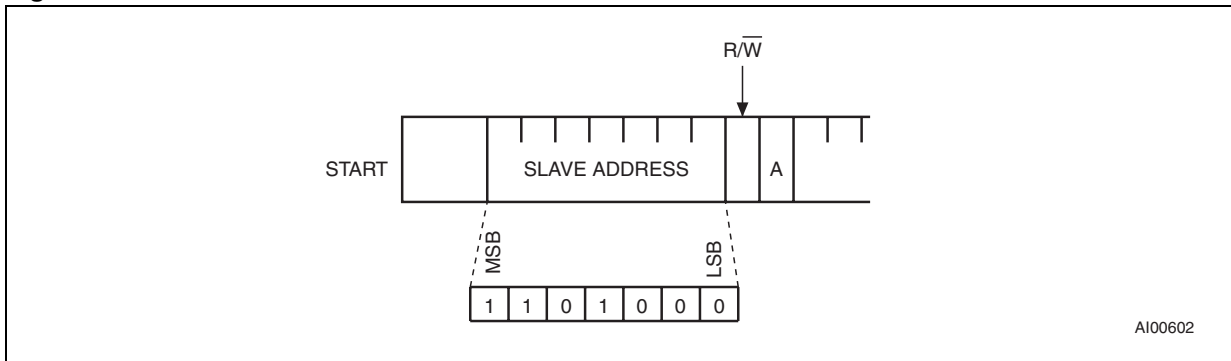 R/W̅
START
SLAVE ADDRESS
A
MSB
LSB
1 1 0 1 0 0 0
AI00602